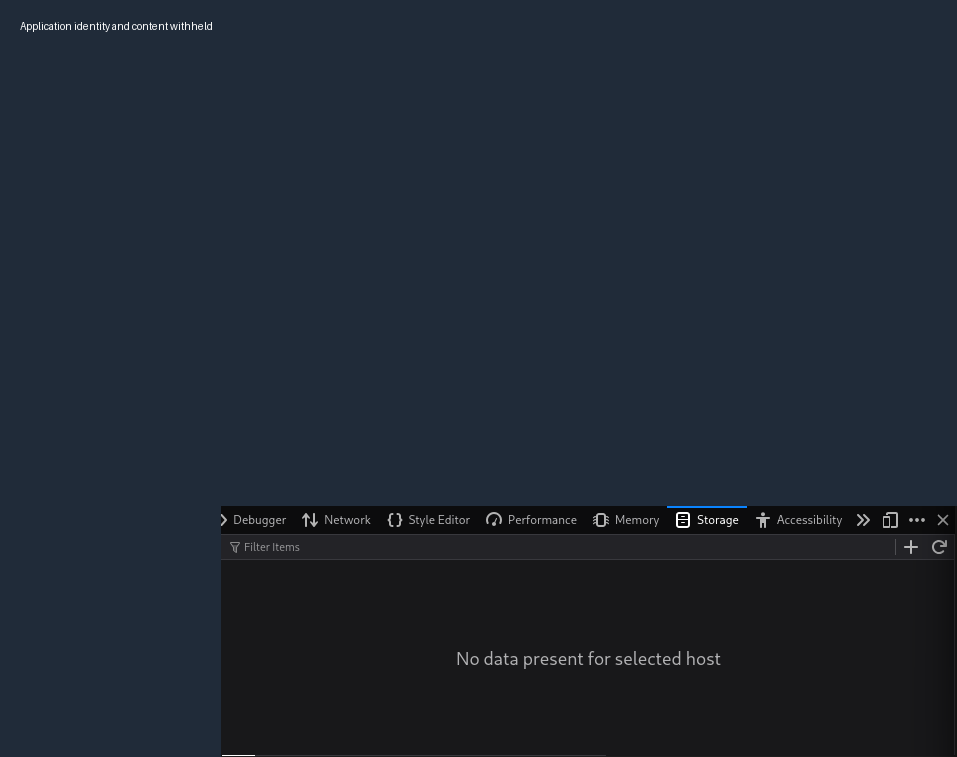 Application identity and content withheld
Debugger Network Style Editor Performance Memory Storage Accessibility
Filter Items
No data present for selected host